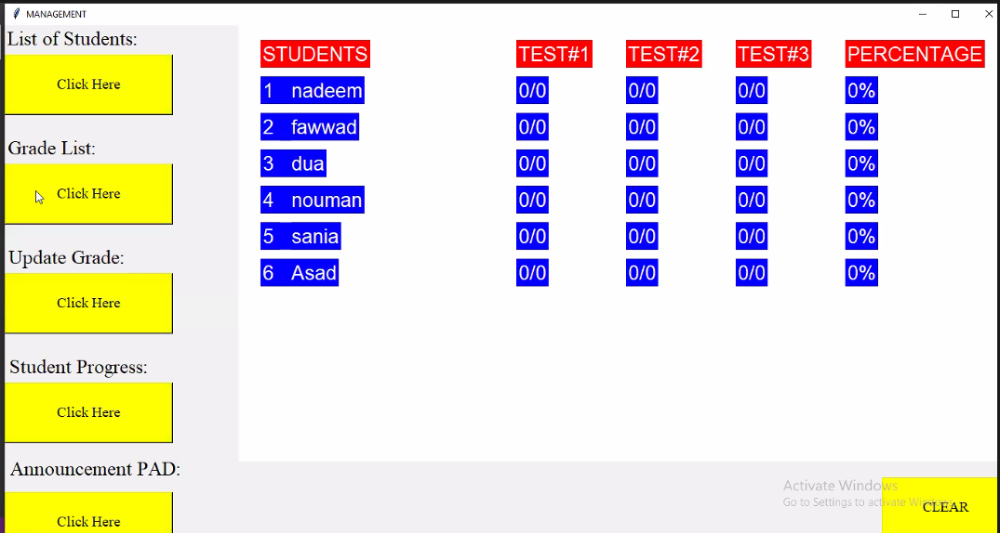 MANAGEMENT
List of Students:
Click Here
Grade List:
Click Here
Update Grade:
Click Here
Student Progress:
Click Here
Announcement PAD:
Click Here
STUDENTS TEST#1 TEST#2 TEST#3 PERCENTAGE
1 nadeem 0/0 0/0 0/0 0%
2 fawwad 0/0 0/0 0/0 0%
3 dua 0/0 0/0 0/0 0%
4 nouman 0/0 0/0 0/0 0%
5 sania 0/0 0/0 0/0 0%
6 Asad 0/0 0/0 0/0 0%
Activate Windows
Go to Settings to activate Windows.
CLEAR